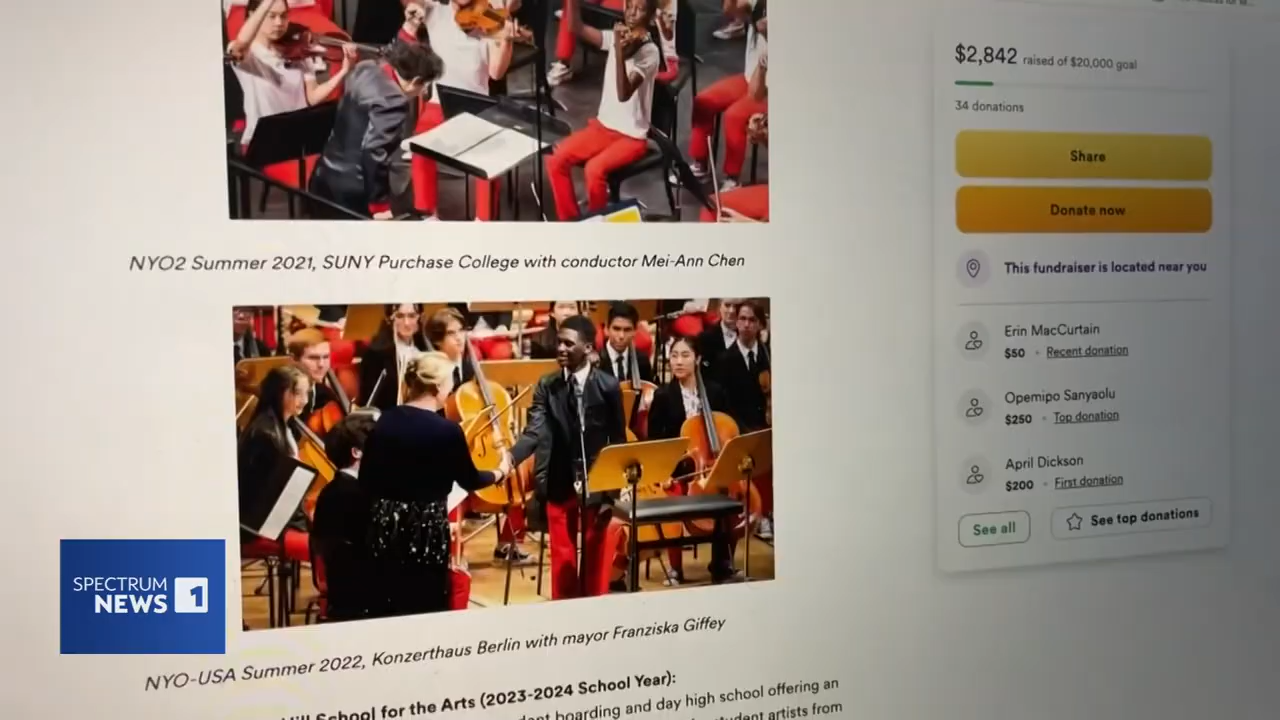 $2,842 raised of $20,000 goal
34 donations
Share
Donate now
NYO2 Summer 2021, SUNY Purchase College with conductor Mei-Ann Chen
This fundraiser is located near you
Erin MacCurtain
$50 • Recent donation
Opemipo Sanyaolu
$250 • Top donation
April Dickson
$200 • First donation
See all
See top donations
SPECTRUM
NEWS 1
NYO-USA Summer 2022, Konzerthaus Berlin with mayor Franziska Giffey
School for the Arts (2023-2024 School Year):
boarding and day high school offering an
student artists from